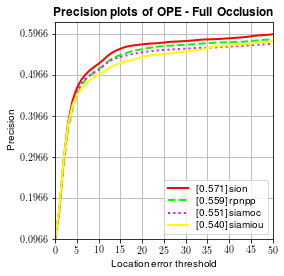 Precision plots of OPE - Full Occlusion
0.5966
0.4966
0.3966
0.2966
0.1966
0.0966
Precision
[0.571]sion
[0.559]rpnpp
[0.551]siamoc
[0.540]siamiou
0 5 10 15 20 25 30 35 40 45 50
Location error threshold